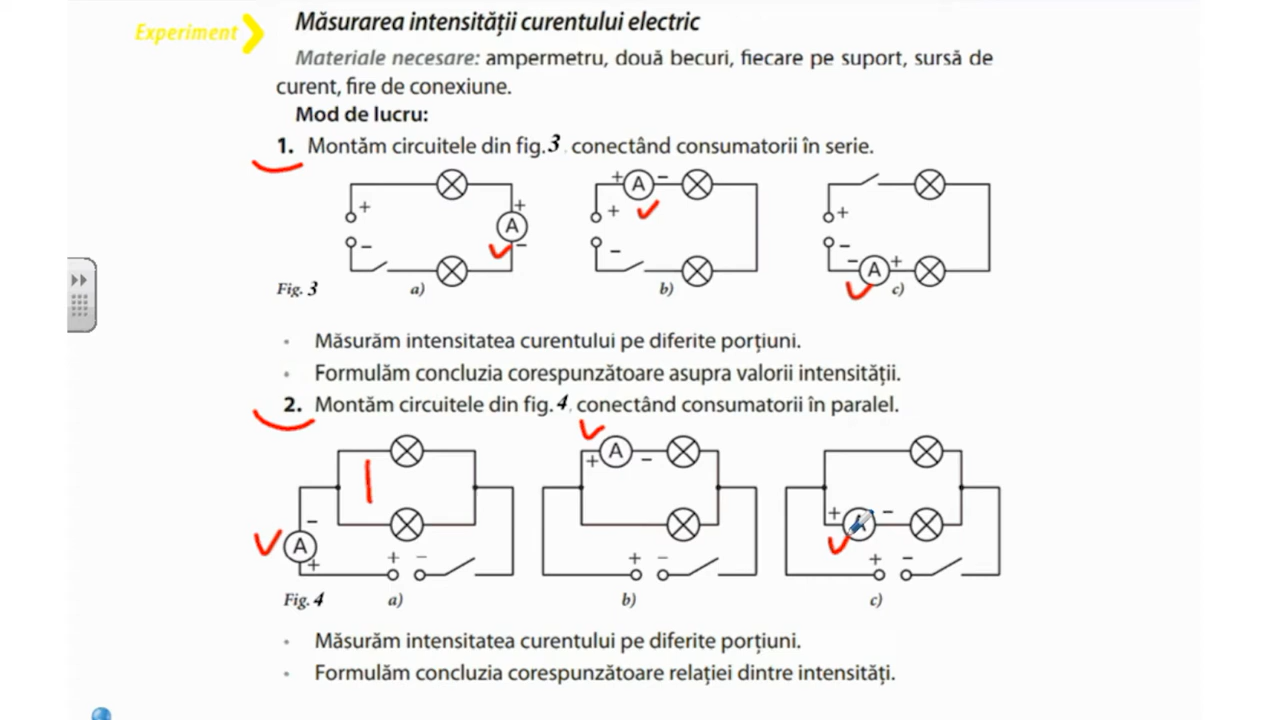 Experiment
Măsurarea intensității curentului electric
Materiale necesare: ampermetru, două becuri, fiecare pe suport, sursă de
curent, fire de conexiune.
Mod de lucru:
1. Montăm circuitele din fig.3 conectând consumatorii în serie.
+ A −
+
+
A
−
−
+
−
+
−
− A +
Fig. 3
a)
b)
c)
• Măsurăm intensitatea curentului pe diferite porțiuni.
• Formulăm concluzia corespunzătoare asupra valorii intensității.
2. Montăm circuitele din fig.4. conectând consumatorii în paralel.
+ A −
+ A −
−
A
+
+ −
+ −
+ −
Fig. 4
a)
b)
c)
• Măsurăm intensitatea curentului pe diferite porțiuni.
• Formulăm concluzia corespunzătoare relației dintre intensități.